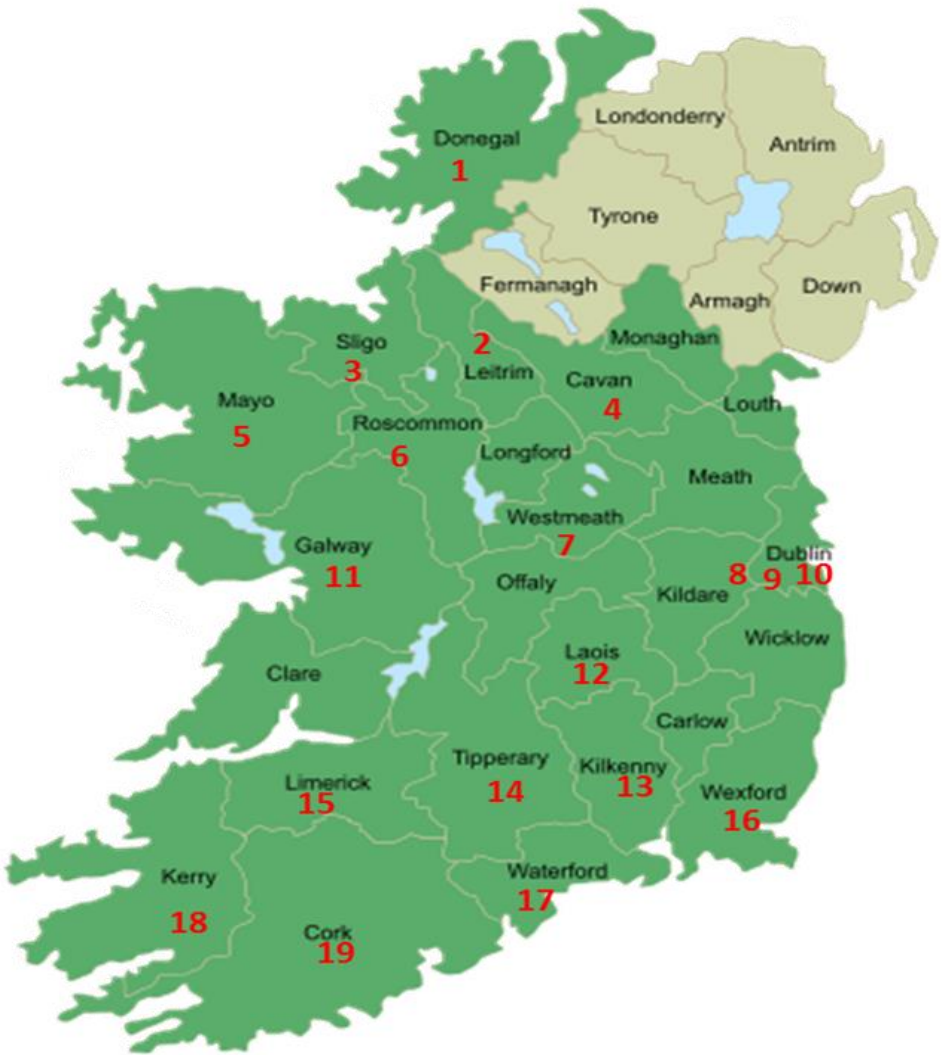 Londonderry
Donegal
Antrim
1
Tyrone
Fermanagh
Down
Armagh
Monaghan
Sligo
2
3
Leitrim
Cavan
Mayo
4
Louth
5
Roscommon
6
Longford
Meath
Westmeath
7
Galway
11
Dublin
8 9 10
Offaly
Kildare
Wicklow
Laois
12
Clare
Carlow
Tipperary
14
Kilkenny
13
Limerick
15
Wexford
16
Waterford
17
Kerry
18
Cork
19